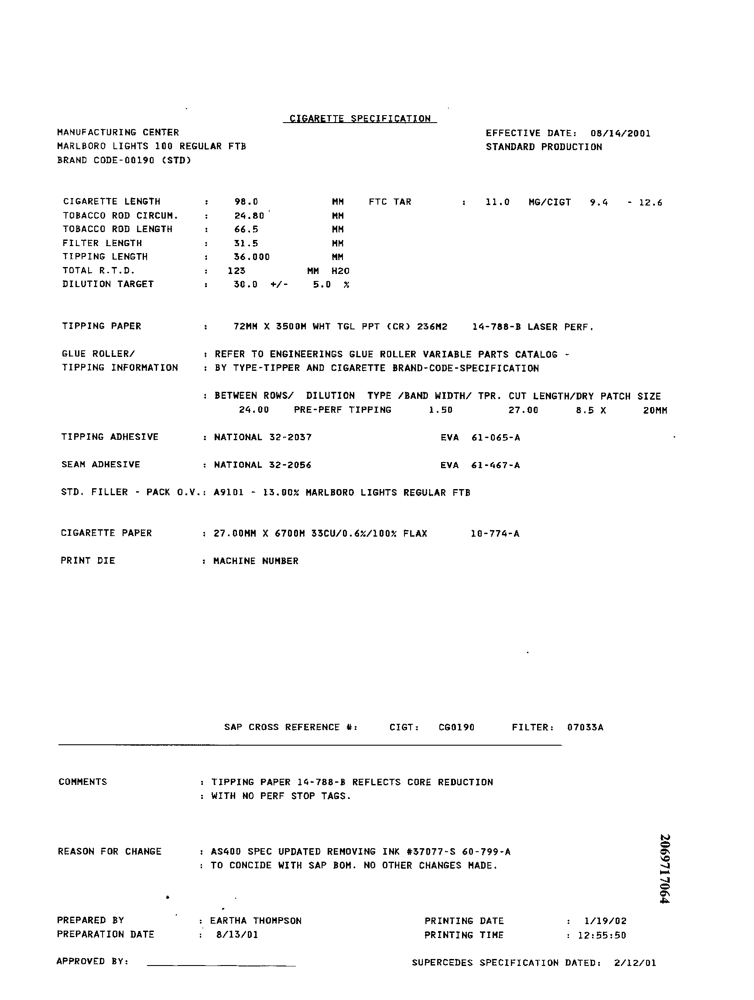 CIGARETTE SPECIFICATION
MANUFACTURING CENTER EFFECTIVE DATE: 08/14/2001
MARLBORO LIGHTS 100 REGULAR FTB STANDARD PRODUCTION
BRAND CODE-00190 (STD)
CIGARETTE LENGTH : 98.0 MM FTC TAR : 11.0 MG/CIGT 9.4 - 12.6
TOBACCO ROD CIRCUM. : 24.80 MM
TOBACCO ROD LENGTH : 66.5 MM
FILTER LENGTH : 31.5 MM
TIPPING LENGTH : 36.000 MM
TOTAL R.T.D. : 123 MM H2O
DILUTION TARGET : 30.0 +/- 5.0 %
TIPPING PAPER : 72MM X 3500M WHT TGL PPT (CR) 236M2 14-788-B LASER PERF.
GLUE ROLLER/ : REFER TO ENGINEERINGS GLUE ROLLER VARIABLE PARTS CATALOG -
TIPPING INFORMATION : BY TYPE-TIPPER AND CIGARETTE BRAND-CODE-SPECIFICATION
: BETWEEN ROWS/ DILUTION TYPE /BAND WIDTH/ TPR. CUT LENGTH/DRY PATCH SIZE
24.00 PRE-PERF TIPPING 1.50 27.00 8.5 X 20MM
TIPPING ADHESIVE : NATIONAL 32-2037 EVA 61-065-A
SEAM ADHESIVE : NATIONAL 32-2056 EVA 61-467-A
STD. FILLER - PACK O.V.: A9101 - 13.00% MARLBORO LIGHTS REGULAR FTB
CIGARETTE PAPER : 27.00MM X 6700M 33CU/0.6%/100% FLAX 10-774-A
PRINT DIE : MACHINE NUMBER
SAP CROSS REFERENCE #: CIGT: CG0190 FILTER: 07033A
COMMENTS : TIPPING PAPER 14-788-B REFLECTS CORE REDUCTION
: WITH NO PERF STOP TAGS.
REASON FOR CHANGE : AS400 SPEC UPDATED REMOVING INK #37077-S 60-799-A
: TO CONCIDE WITH SAP BOM. NO OTHER CHANGES MADE.
2069717064
PREPARED BY : EARTHA THOMPSON PRINTING DATE : 1/19/02
PREPARATION DATE : 8/13/01 PRINTING TIME : 12:55:50
APPROVED BY: SUPERCEDES SPECIFICATION DATED: 2/12/01